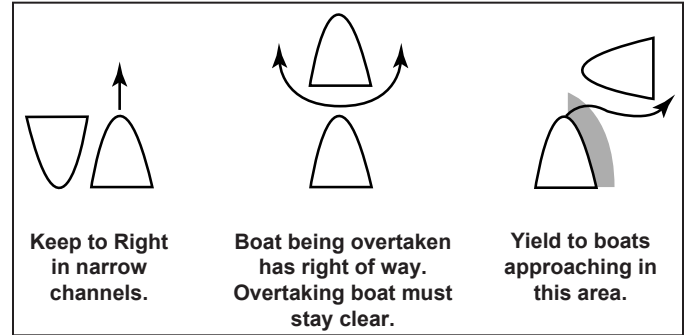 Keep to Right
in narrow
channels.
Boat being overtaken
has right of way.
Overtaking boat must
stay clear.
Yield to boats
approaching in
this area.